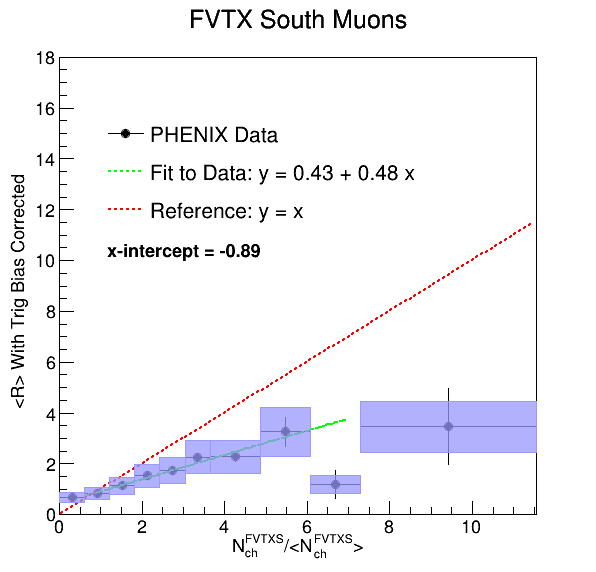 FVTX South Muons
<R> With Trig Bias Corrected
18
16
14
12
10
8
6
4
2
0
PHENIX Data
Fit to Data: y = 0.43 + 0.48 x
Reference: y = x
x-intercept = -0.89
0 2 4 6 8 10
N_ch^FVTXS/<N_ch^FVTXS>